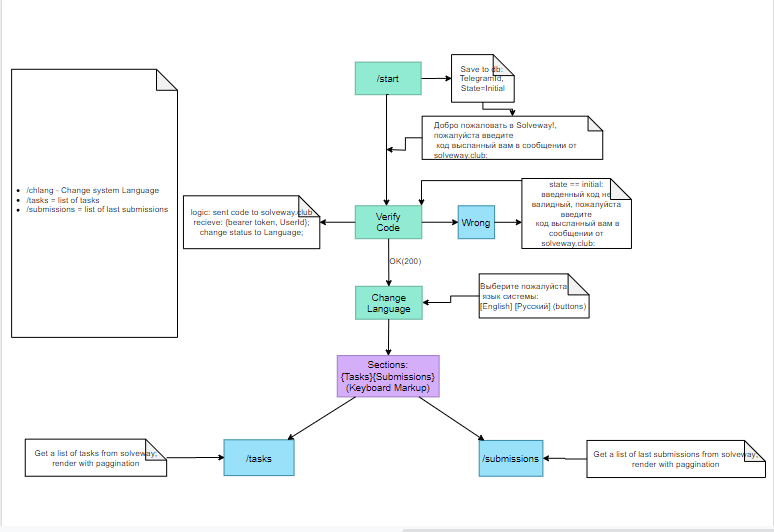 /start
Save to db:
TelegramId,
State=Initial
Добро пожаловать в Solveway!,
пожалуйста введите
код высланный вам в сообщении от
solveway.club:
/chlang - Change system Language
/tasks = list of tasks
/submissions = list of last submissions
logic: sent code to solveway.club
recieve: (bearer token, UserId);
change status to Language;
Verify
Code
Wrong
state == initial:
введенный код не
валидный, пожалуйста
введите
код высланный вам в
сообщении от
solveway.club:
OK(200)
Change
Language
Выберите пожалуйста
язык системы:
[English] [Русский] (buttons)
Sections:
{Tasks}{Submissions}
(Keyboard Markup)
Get a list of tasks from solveway;
render with paggination
/tasks
/submissions
Get a list of last submissions from solveway;
render with paggination